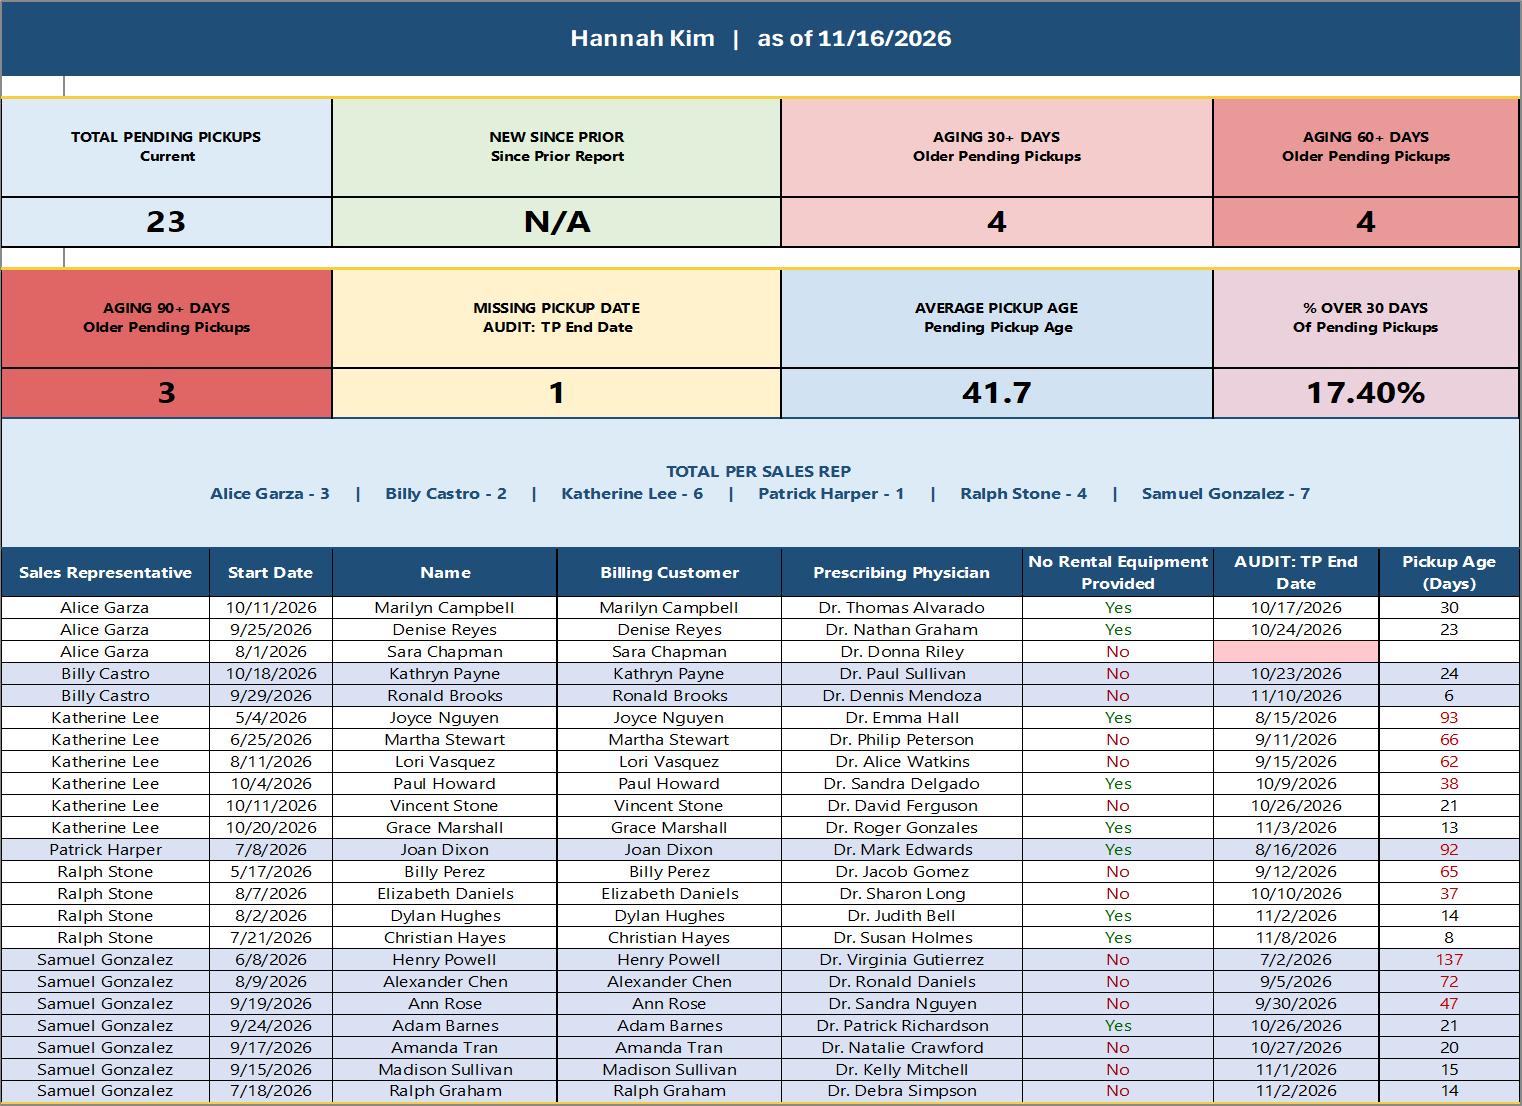 Hannah Kim | as of 11/16/2026
TOTAL PENDING PICKUPS
Current
NEW SINCE PRIOR
Since Prior Report
AGING 30+ DAYS
Older Pending Pickups
AGING 60+ DAYS
Older Pending Pickups
23
N/A
4
4
AGING 90+ DAYS
Older Pending Pickups
MISSING PICKUP DATE
AUDIT: TP End Date
AVERAGE PICKUP AGE
Pending Pickup Age
% OVER 30 DAYS
Of Pending Pickups
3
1
41.7
17.40%
TOTAL PER SALES REP
Alice Garza - 3 | Billy Castro - 2 | Katherine Lee - 6 | Patrick Harper - 1 | Ralph Stone - 4 | Samuel Gonzalez - 7
Sales Representative Start Date Name Billing Customer Prescribing Physician No Rental Equipment Provided AUDIT: TP End Date Pickup Age (Days)
Alice Garza 10/11/2026 Marilyn Campbell Marilyn Campbell Dr. Thomas Alvarado Yes 10/17/2026 30
Alice Garza 9/25/2026 Denise Reyes Denise Reyes Dr. Nathan Graham Yes 10/24/2026 23
Alice Garza 8/1/2026 Sara Chapman Sara Chapman Dr. Donna Riley No
Billy Castro 10/18/2026 Kathryn Payne Kathryn Payne Dr. Paul Sullivan No 10/23/2026 24
Billy Castro 9/29/2026 Ronald Brooks Ronald Brooks Dr. Dennis Mendoza No 11/10/2026 6
Katherine Lee 5/4/2026 Joyce Nguyen Joyce Nguyen Dr. Emma Hall Yes 8/15/2026 93
Katherine Lee 6/25/2026 Martha Stewart Martha Stewart Dr. Philip Peterson No 9/11/2026 66
Katherine Lee 8/11/2026 Lori Vasquez Lori Vasquez Dr. Alice Watkins No 9/15/2026 62
Katherine Lee 10/4/2026 Paul Howard Paul Howard Dr. Sandra Delgado Yes 10/9/2026 38
Katherine Lee 10/11/2026 Vincent Stone Vincent Stone Dr. David Ferguson No 10/26/2026 21
Katherine Lee 10/20/2026 Grace Marshall Grace Marshall Dr. Roger Gonzales Yes 11/3/2026 13
Patrick Harper 7/8/2026 Joan Dixon Joan Dixon Dr. Mark Edwards Yes 8/16/2026 92
Ralph Stone 5/17/2026 Billy Perez Billy Perez Dr. Jacob Gomez No 9/12/2026 65
Ralph Stone 8/7/2026 Elizabeth Daniels Elizabeth Daniels Dr. Sharon Long No 10/10/2026 37
Ralph Stone 8/2/2026 Dylan Hughes Dylan Hughes Dr. Judith Bell Yes 11/2/2026 14
Ralph Stone 7/21/2026 Christian Hayes Christian Hayes Dr. Susan Holmes Yes 11/8/2026 8
Samuel Gonzalez 6/8/2026 Henry Powell Henry Powell Dr. Virginia Gutierrez No 7/2/2026 137
Samuel Gonzalez 8/9/2026 Alexander Chen Alexander Chen Dr. Ronald Daniels No 9/5/2026 72
Samuel Gonzalez 9/19/2026 Ann Rose Ann Rose Dr. Sandra Nguyen No 9/30/2026 47
Samuel Gonzalez 9/24/2026 Adam Barnes Adam Barnes Dr. Patrick Richardson Yes 10/26/2026 21
Samuel Gonzalez 9/17/2026 Amanda Tran Amanda Tran Dr. Natalie Crawford No 10/27/2026 20
Samuel Gonzalez 9/15/2026 Madison Sullivan Madison Sullivan Dr. Kelly Mitchell No 11/1/2026 15
Samuel Gonzalez 7/18/2026 Ralph Graham Ralph Graham Dr. Debra Simpson No 11/2/2026 14